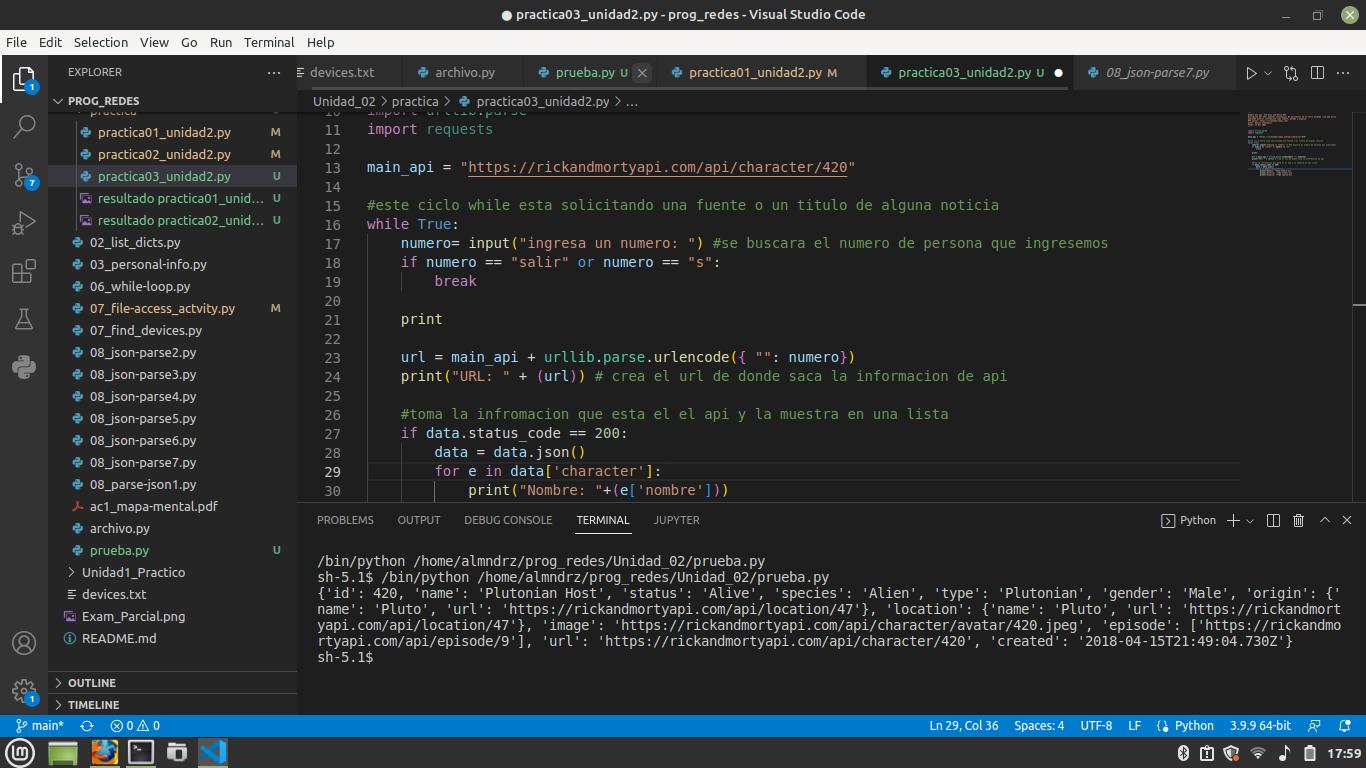 practica03_unidad2.py - prog_redes - Visual Studio Code
File Edit Selection View Go Run Terminal Help
EXPLORER
PROG_REDES
practica
practica01_unidad2.py M
practica02_unidad2.py M
practica03_unidad2.py U
resultado practica01_unid... U
resultado practica02_unid... U
02_list_dicts.py
03_personal-info.py
06_while-loop.py
07_file-access_actvity.py M
07_find_devices.py
08_json-parse2.py
08_json-parse3.py
08_json-parse4.py
08_json-parse5.py
08_json-parse6.py
08_json-parse7.py
08_parse-json1.py
ac1_mapa-mental.pdf
archivo.py
prueba.py U
Unidad1_Practico
devices.txt
Exam_Parcial.png
README.md
OUTLINE
TIMELINE
1
7
1
devices.txt archivo.py prueba.py U practica01_unidad2.py M practica03_unidad2.py U 08_json-parse7.py
Unidad_02 > practica > practica03_unidad2.py > ...
10 import urllib.parse
11 import requests
12
13 main_api = "https://rickandmortyapi.com/api/character/420"
14
15 #este ciclo while esta solicitando una fuente o un titulo de alguna noticia
16 while True:
17 numero= input("ingresa un numero: ") #se buscara el numero de persona que ingresemos
18 if numero == "salir" or numero == "s":
19 break
20
21 print
22
23 url = main_api + urllib.parse.urlencode({ "": numero})
24 print("URL: " + (url)) # crea el url de donde saca la informacion de api
25
26 #toma la infromacion que esta el el api y la muestra en una lista
27 if data.status_code == 200:
28 data = data.json()
29 for e in data['character']:
30 print("Nombre: "+(e['nombre']))
PROBLEMS OUTPUT DEBUG CONSOLE TERMINAL JUPYTER Python
/bin/python /home/almndrz/prog_redes/Unidad_02/prueba.py
sh-5.1$ /bin/python /home/almndrz/prog_redes/Unidad_02/prueba.py
{'id': 420, 'name': 'Plutonian Host', 'status': 'Alive', 'species': 'Alien', 'type': 'Plutonian', 'gender': 'Male', 'origin': {'
name': 'Pluto', 'url': 'https://rickandmortyapi.com/api/location/47'}, 'location': {'name': 'Pluto', 'url': 'https://rickandmort
yapi.com/api/location/47'}, 'image': 'https://rickandmortyapi.com/api/character/avatar/420.jpeg', 'episode': ['https://rickandmo
rtyapi.com/api/episode/9'], 'url': 'https://rickandmortyapi.com/api/character/420', 'created': '2018-04-15T21:49:04.730Z'}
sh-5.1$
main* 0 0 Ln 29, Col 36 Spaces: 4 UTF-8 LF Python 3.9.9 64-bit
17:59